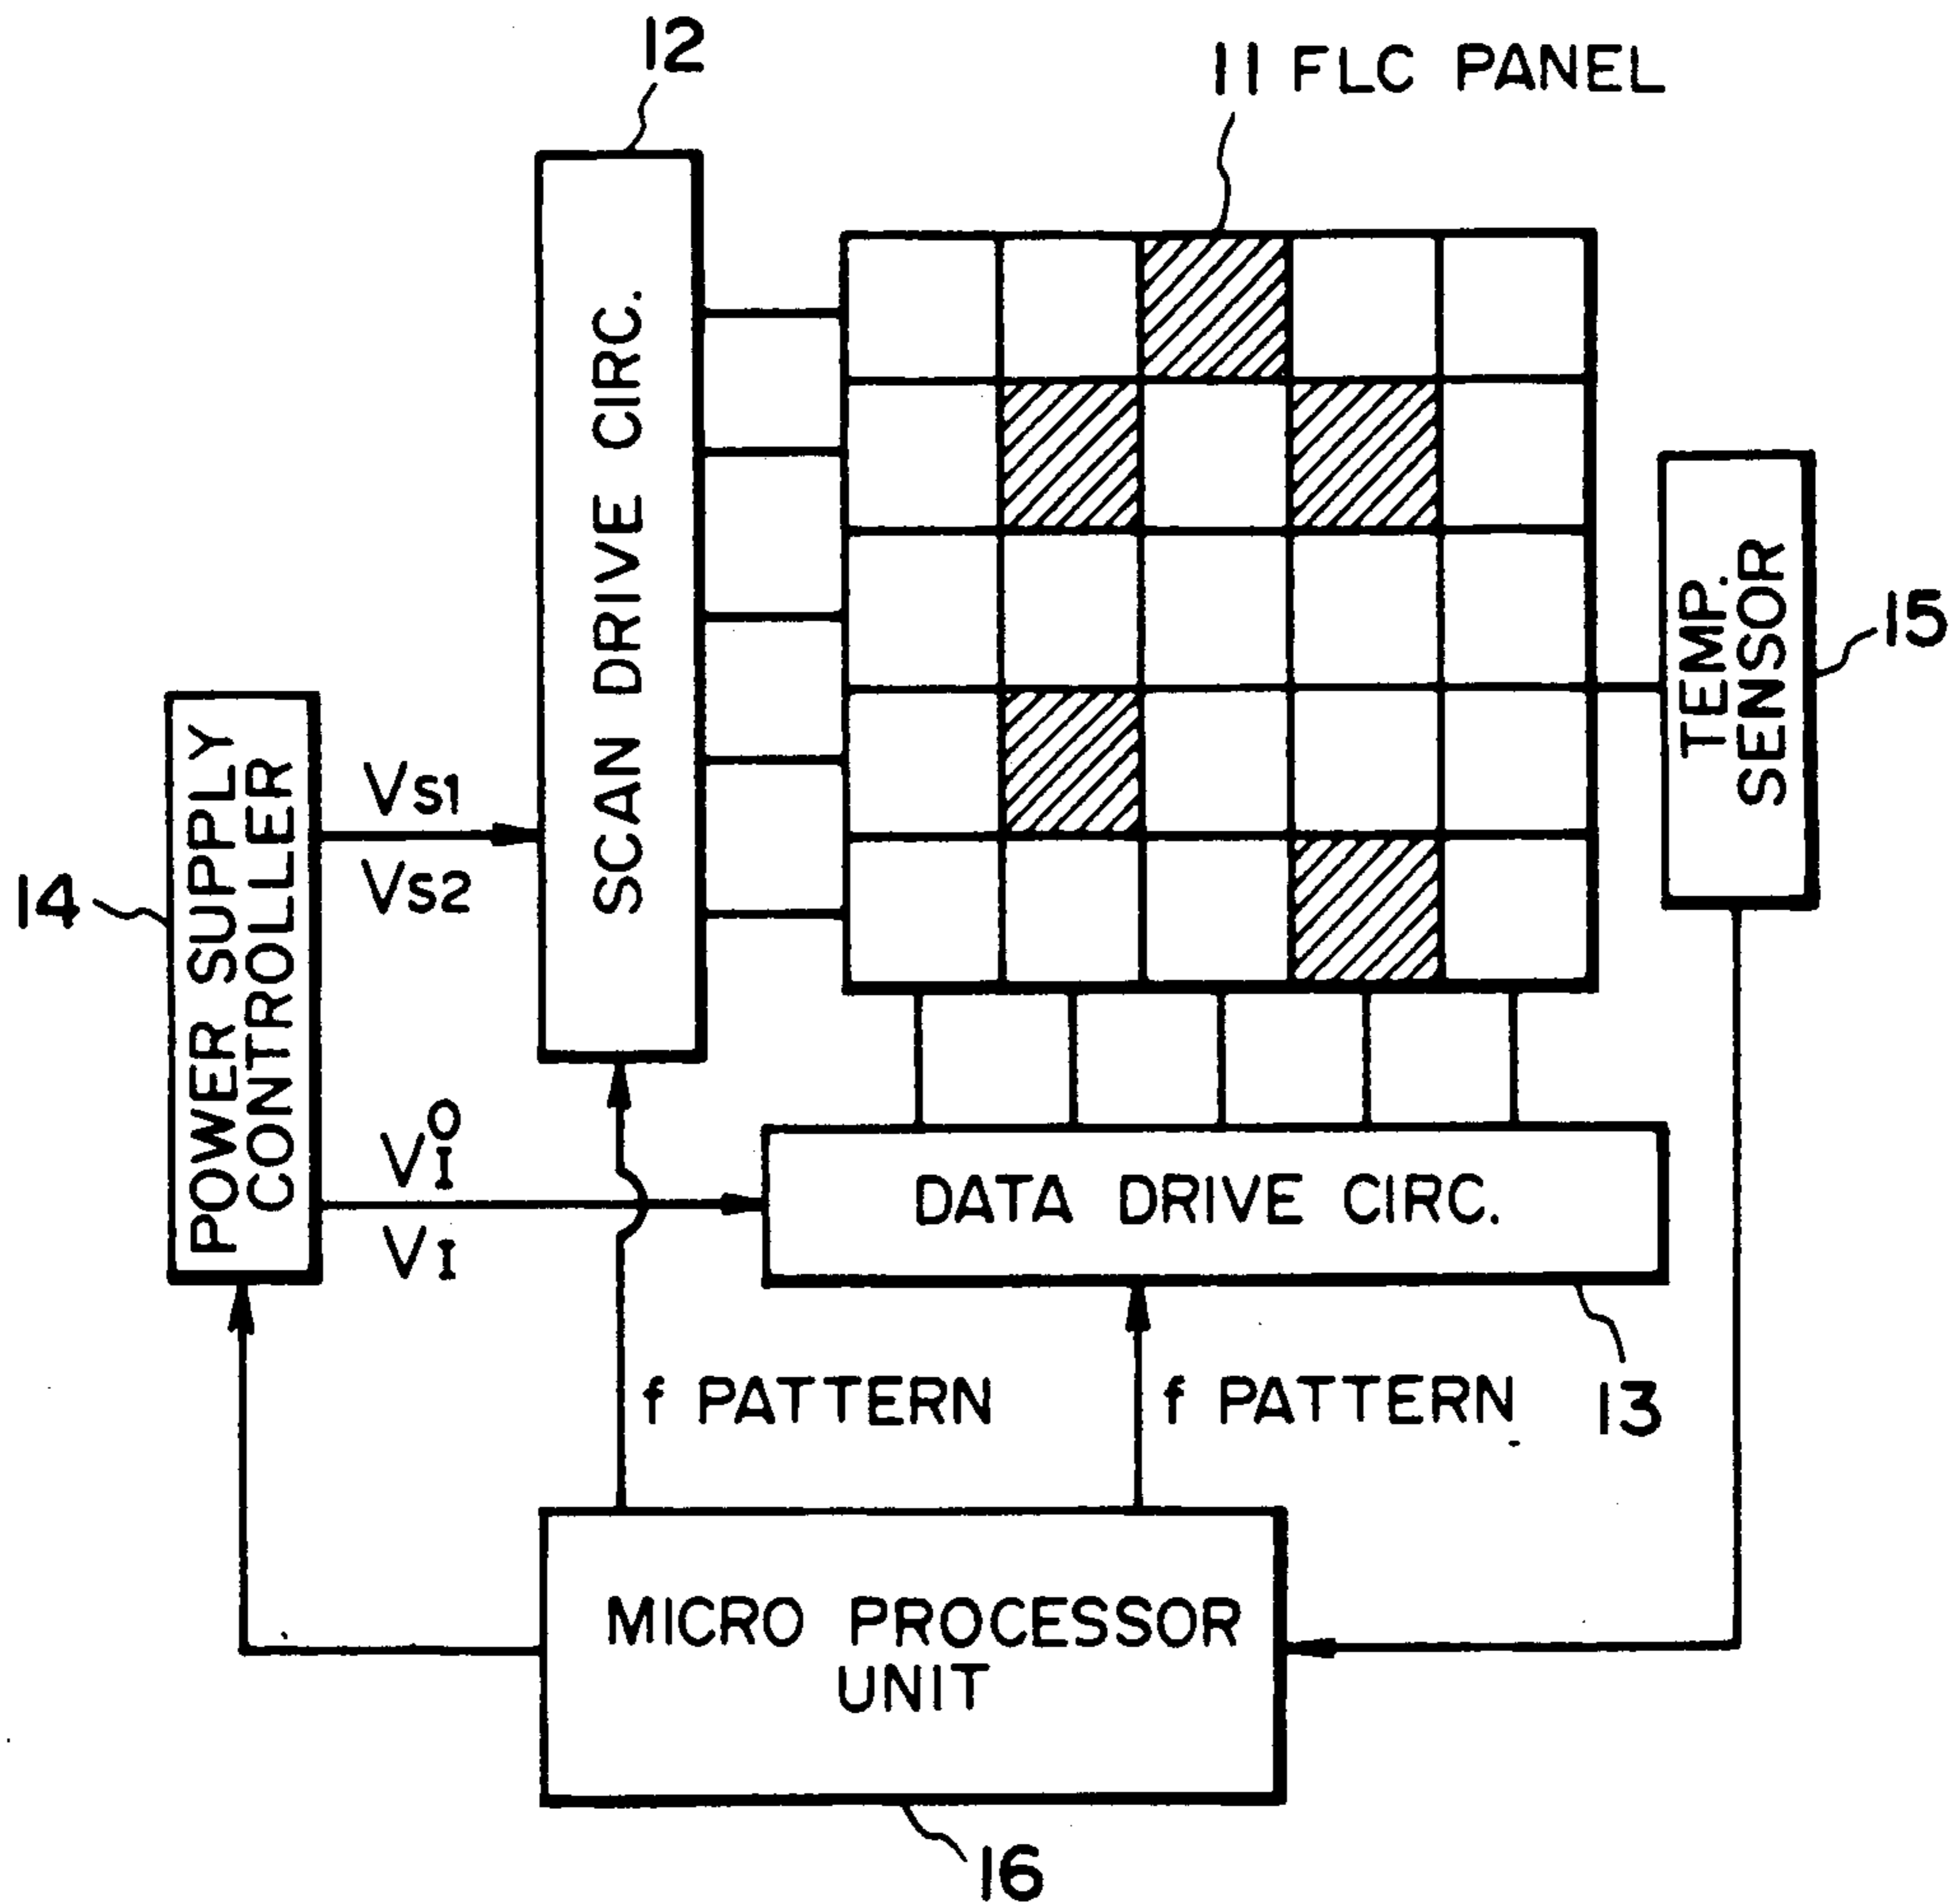 12
11 FLC PANEL
SCAN DRIVE CIRC.
TEMP.
SENSOR
15
POWER SUPPLY
CONTROLLER
14
VS1
VS2
V_I^O
V_I
DATA DRIVE CIRC.
f PATTERN
f PATTERN
13
MICRO PROCESSOR
UNIT
16